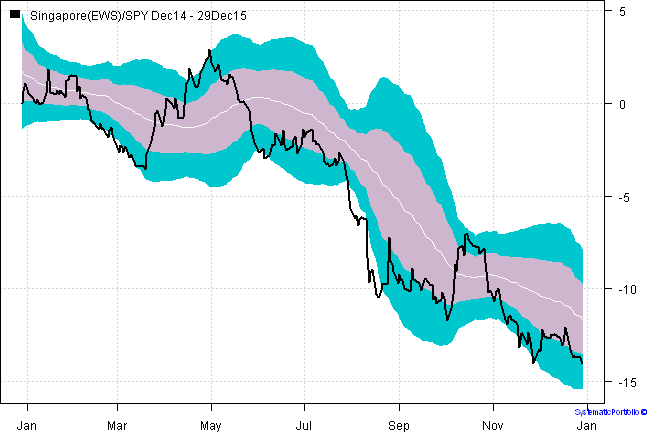 Singapore(EWS)/SPY Dec14 - 29Dec15
5
0
-5
-10
-15
SystematicPortfolio ©
Jan Mar May Jul Sep Nov Jan